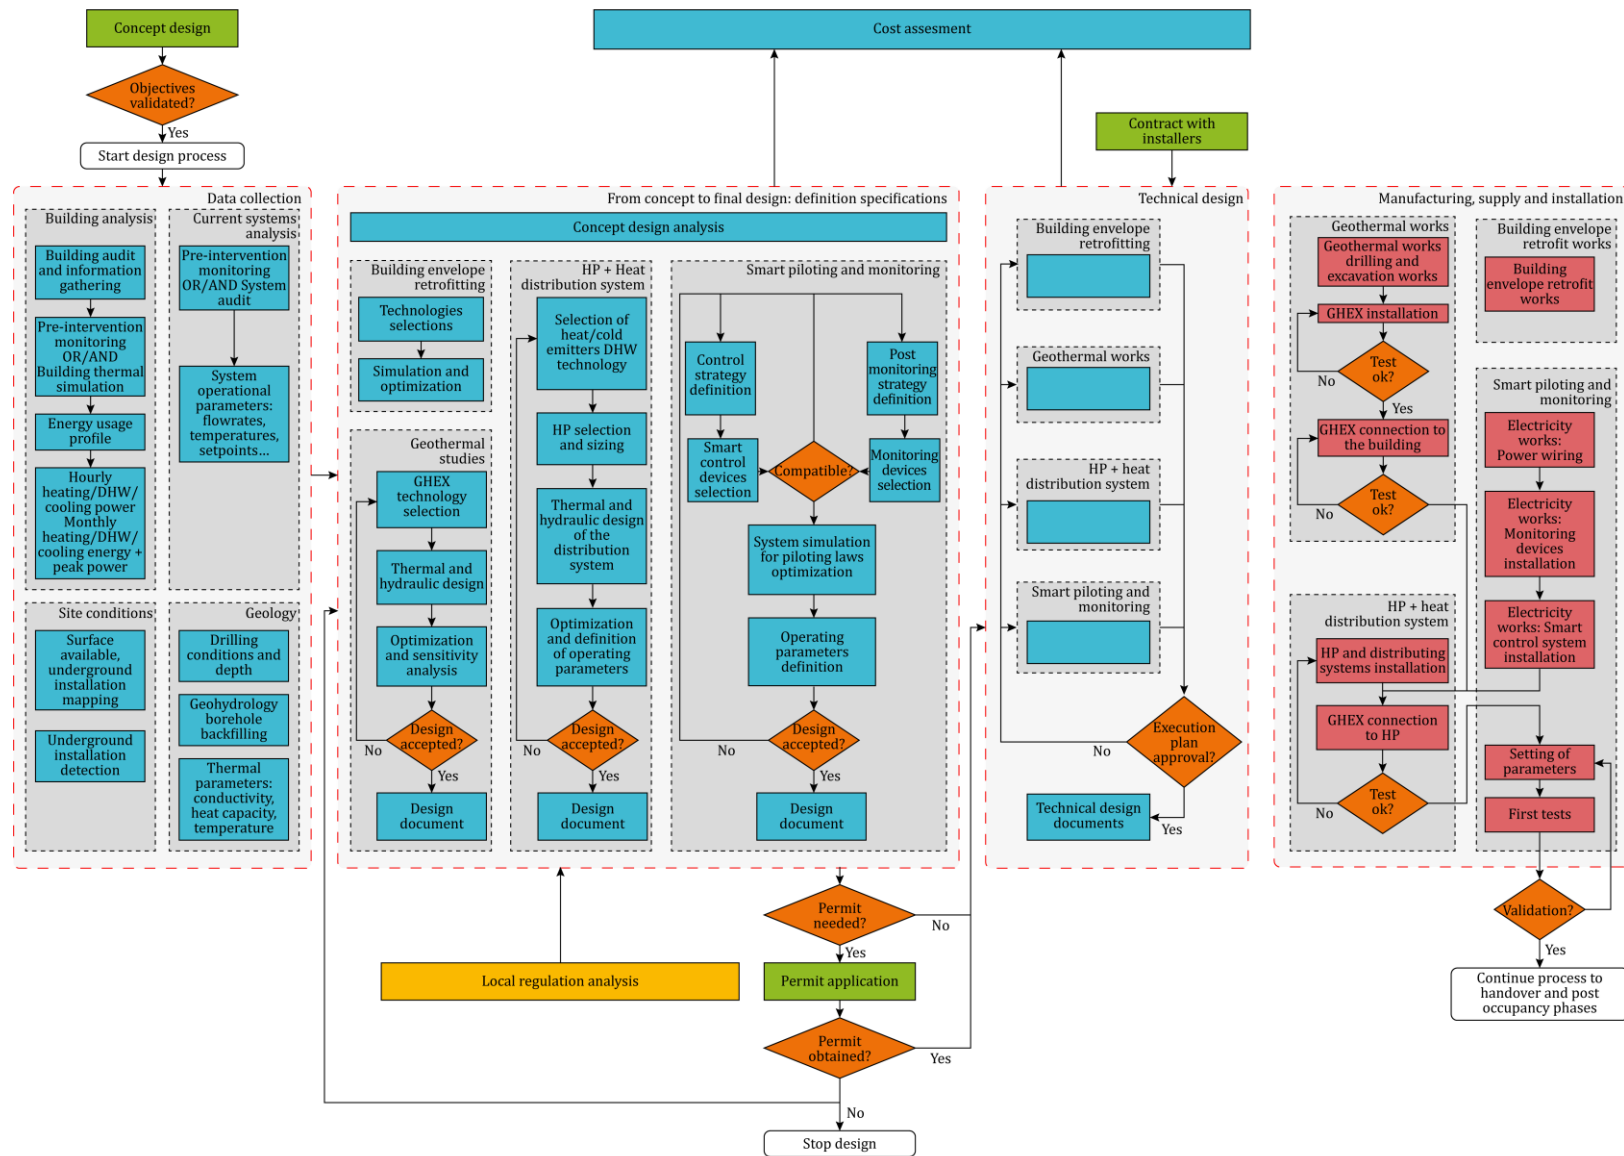 Concept design
Objectives
validated?
Yes
Start design process
Cost assesment
Contract with
installers
Data collection
Building analysis
Building audit
and information
gathering
Pre-intervention
monitoring
OR/AND
Building thermal
simulation
Energy usage
profile
Hourly
heating/DHW/
cooling power
Monthly
heating/DHW/
cooling energy +
peak power
Current systems
analysis
Pre-intervention
monitoring
OR/AND System
audit
System
operational
parameters:
flowrates,
temperatures,
setpoints...
Site conditions
Surface
available,
underground
installation
mapping
Underground
installation
detection
Geology
Drilling
conditions and
depth
Geohydrology
borehole
backfilling
Thermal
parameters:
conductivity,
heat capacity,
temperature
From concept to final design: definition specifications
Concept design analysis
Building envelope
retrofitting
Technologies
selections
Simulation and
optimization
Geothermal
studies
GHEX
technology
selection
Thermal and
hydraulic design
Optimization
and sensitivity
analysis
Design
accepted?
No
Yes
Design
document
HP + Heat
distribution system
Selection of
heat/cold
emitters DHW
technology
HP selection
and sizing
Thermal and
hydraulic design
of the
distribution
system
Optimization
and definition
of operating
parameters
Design
accepted?
No
Yes
Design
document
Smart piloting and monitoring
Control
strategy
definition
Smart
control
devices
selection
Compatible?
Post
monitoring
strategy
definition
Monitoring
devices
selection
System simulation
for piloting laws
optimization
Operating
parameters
definition
Design
accepted?
No
Yes
Design
document
Local regulation analysis
Permit
needed?
No
Yes
Permit application
Permit
obtained?
Yes
No
Stop design
Technical design
Building envelope
retrofitting
Geothermal works
HP + heat
distribution system
Smart piloting and
monitoring
Execution
plan
approval?
No
Yes
Technical design
documents
Manufacturing, supply and installation
Geothermal works
Geothermal works
drilling and
excavation works
GHEX installation
Test
ok?
No
Yes
GHEX connection to
the building
Test
ok?
No
Building envelope
retrofit works
Building
envelope retrofit
works
Smart piloting and
monitoring
Electricity
works:
Power wiring
Electricity
works:
Monitoring
devices
installation
Electricity
works: Smart
control system
installation
HP + heat
distribution system
HP and distributing
systems installation
GHEX connection
to HP
Test
ok?
No
Setting of
parameters
First tests
Validation?
Yes
Continue process to
handover and post
occupancy phases